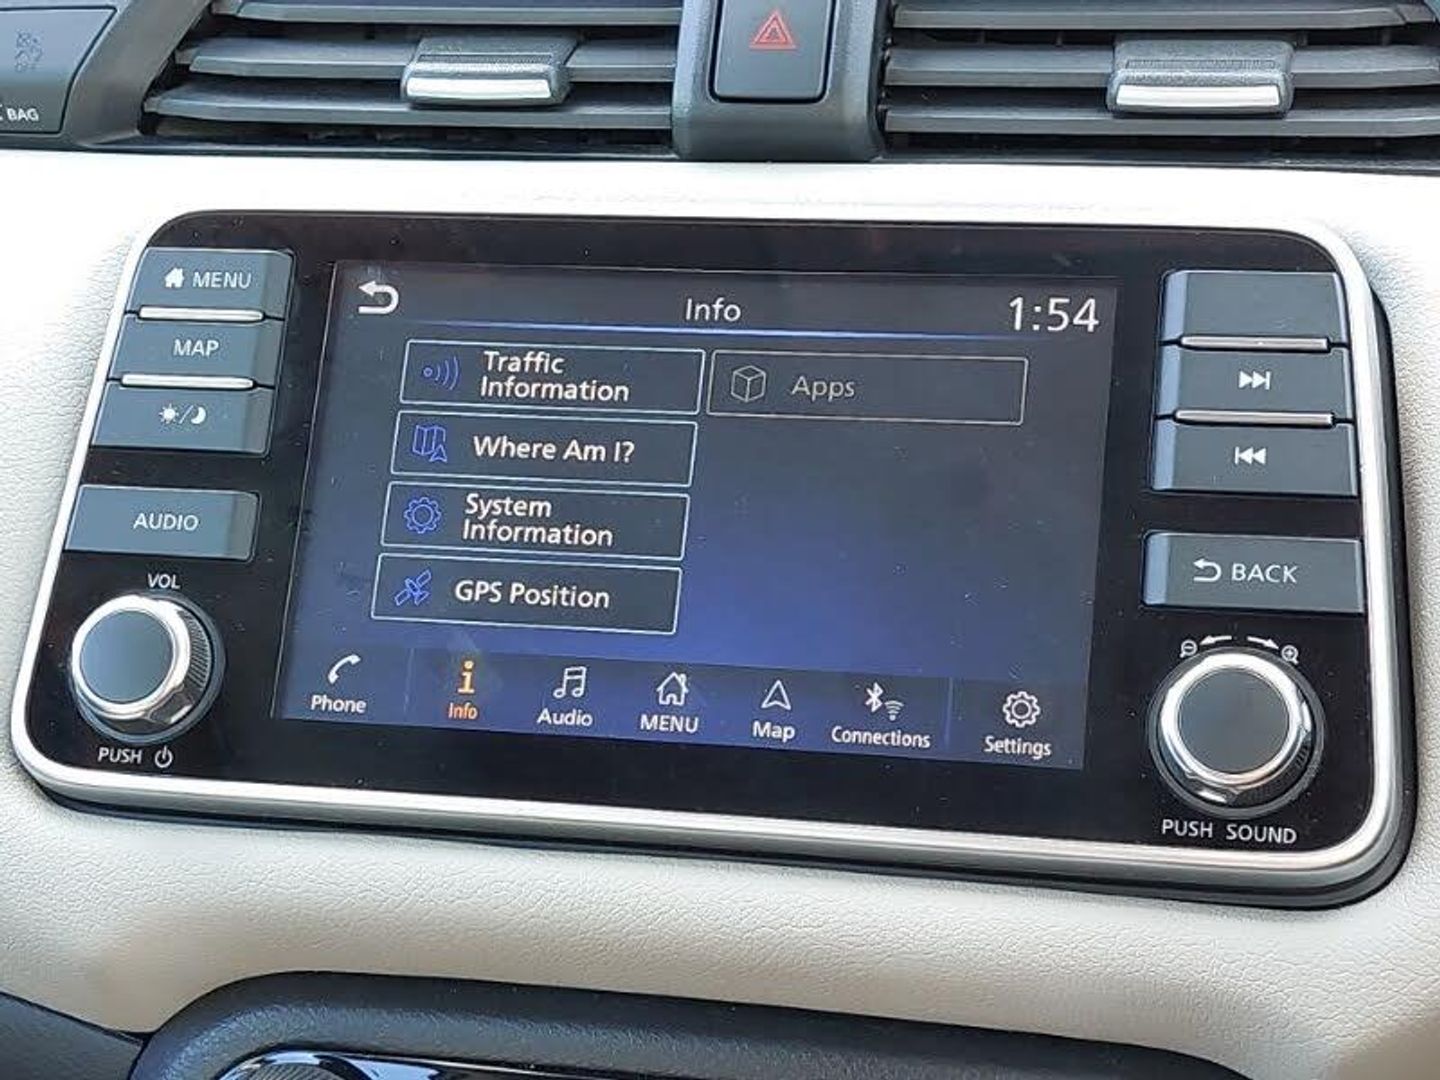 BAG
MENU
MAP
AUDIO
VOL
PUSH
Info
1:54
Traffic
Information
Apps
Where Am I?
System
Information
GPS Position
Phone
Info
Audio
MENU
Map
Connections
Settings
BACK
PUSH SOUND